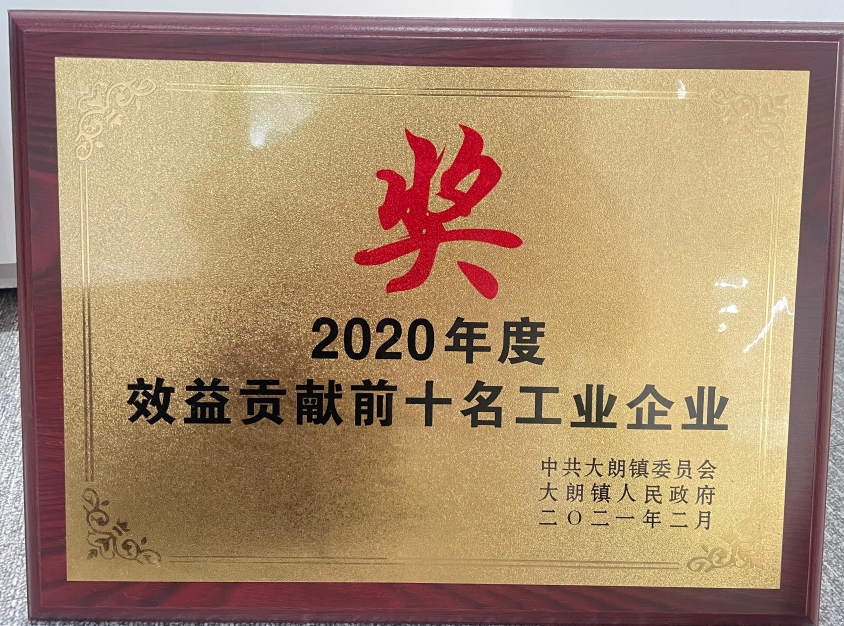 奖
2020年度
效益贡献前十名工业企业
中共大朗镇委员会
大朗镇人民政府
二〇二一年二月